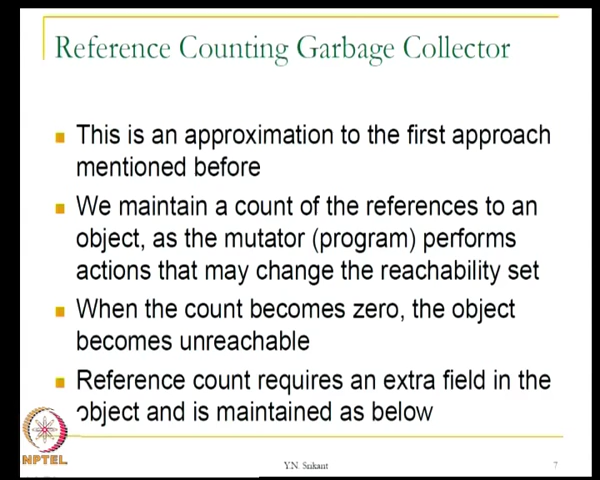 Reference Counting Garbage Collector
This is an approximation to the first approach
mentioned before
We maintain a count of the references to an
object, as the mutator (program) performs
actions that may change the reachability set
When the count becomes zero, the object
becomes unreachable
Reference count requires an extra field in the
object and is maintained as below
NPTEL
Y.N. Srikant
7